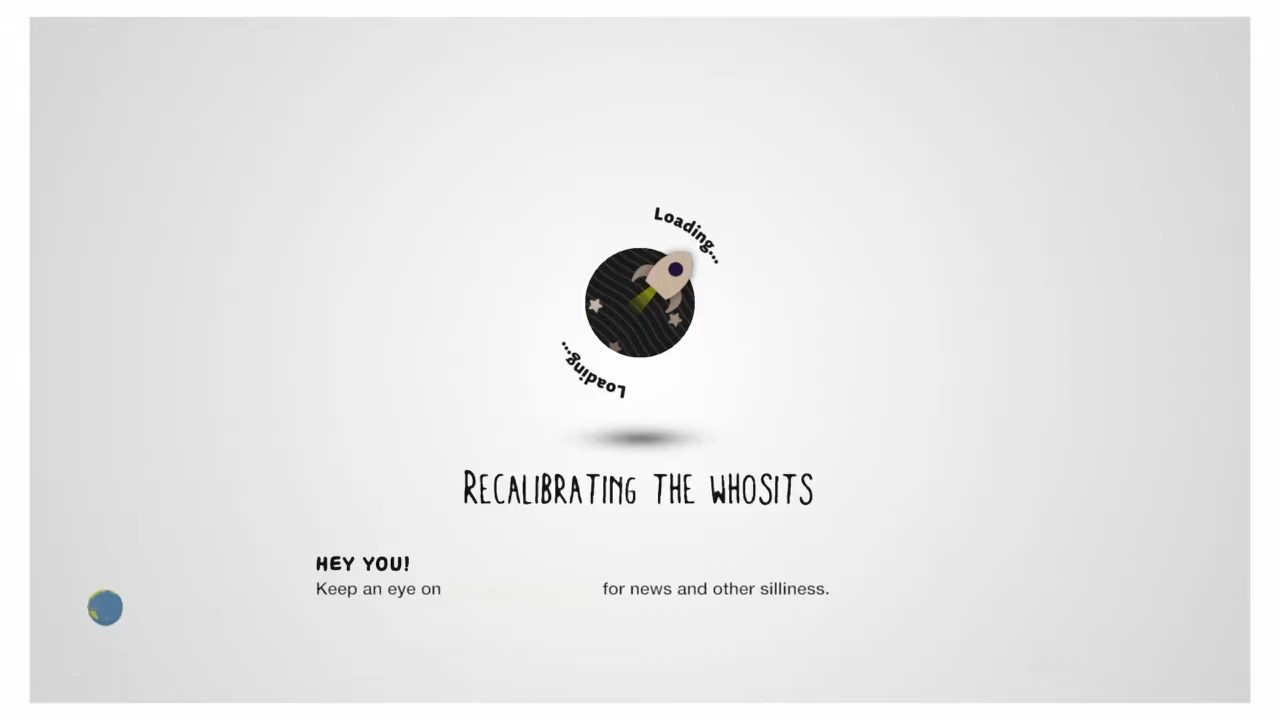 Loading...
Loading...
RECALIBRATING THE WHOSITS
HEY YOU!
Keep an eye on for news and other silliness.